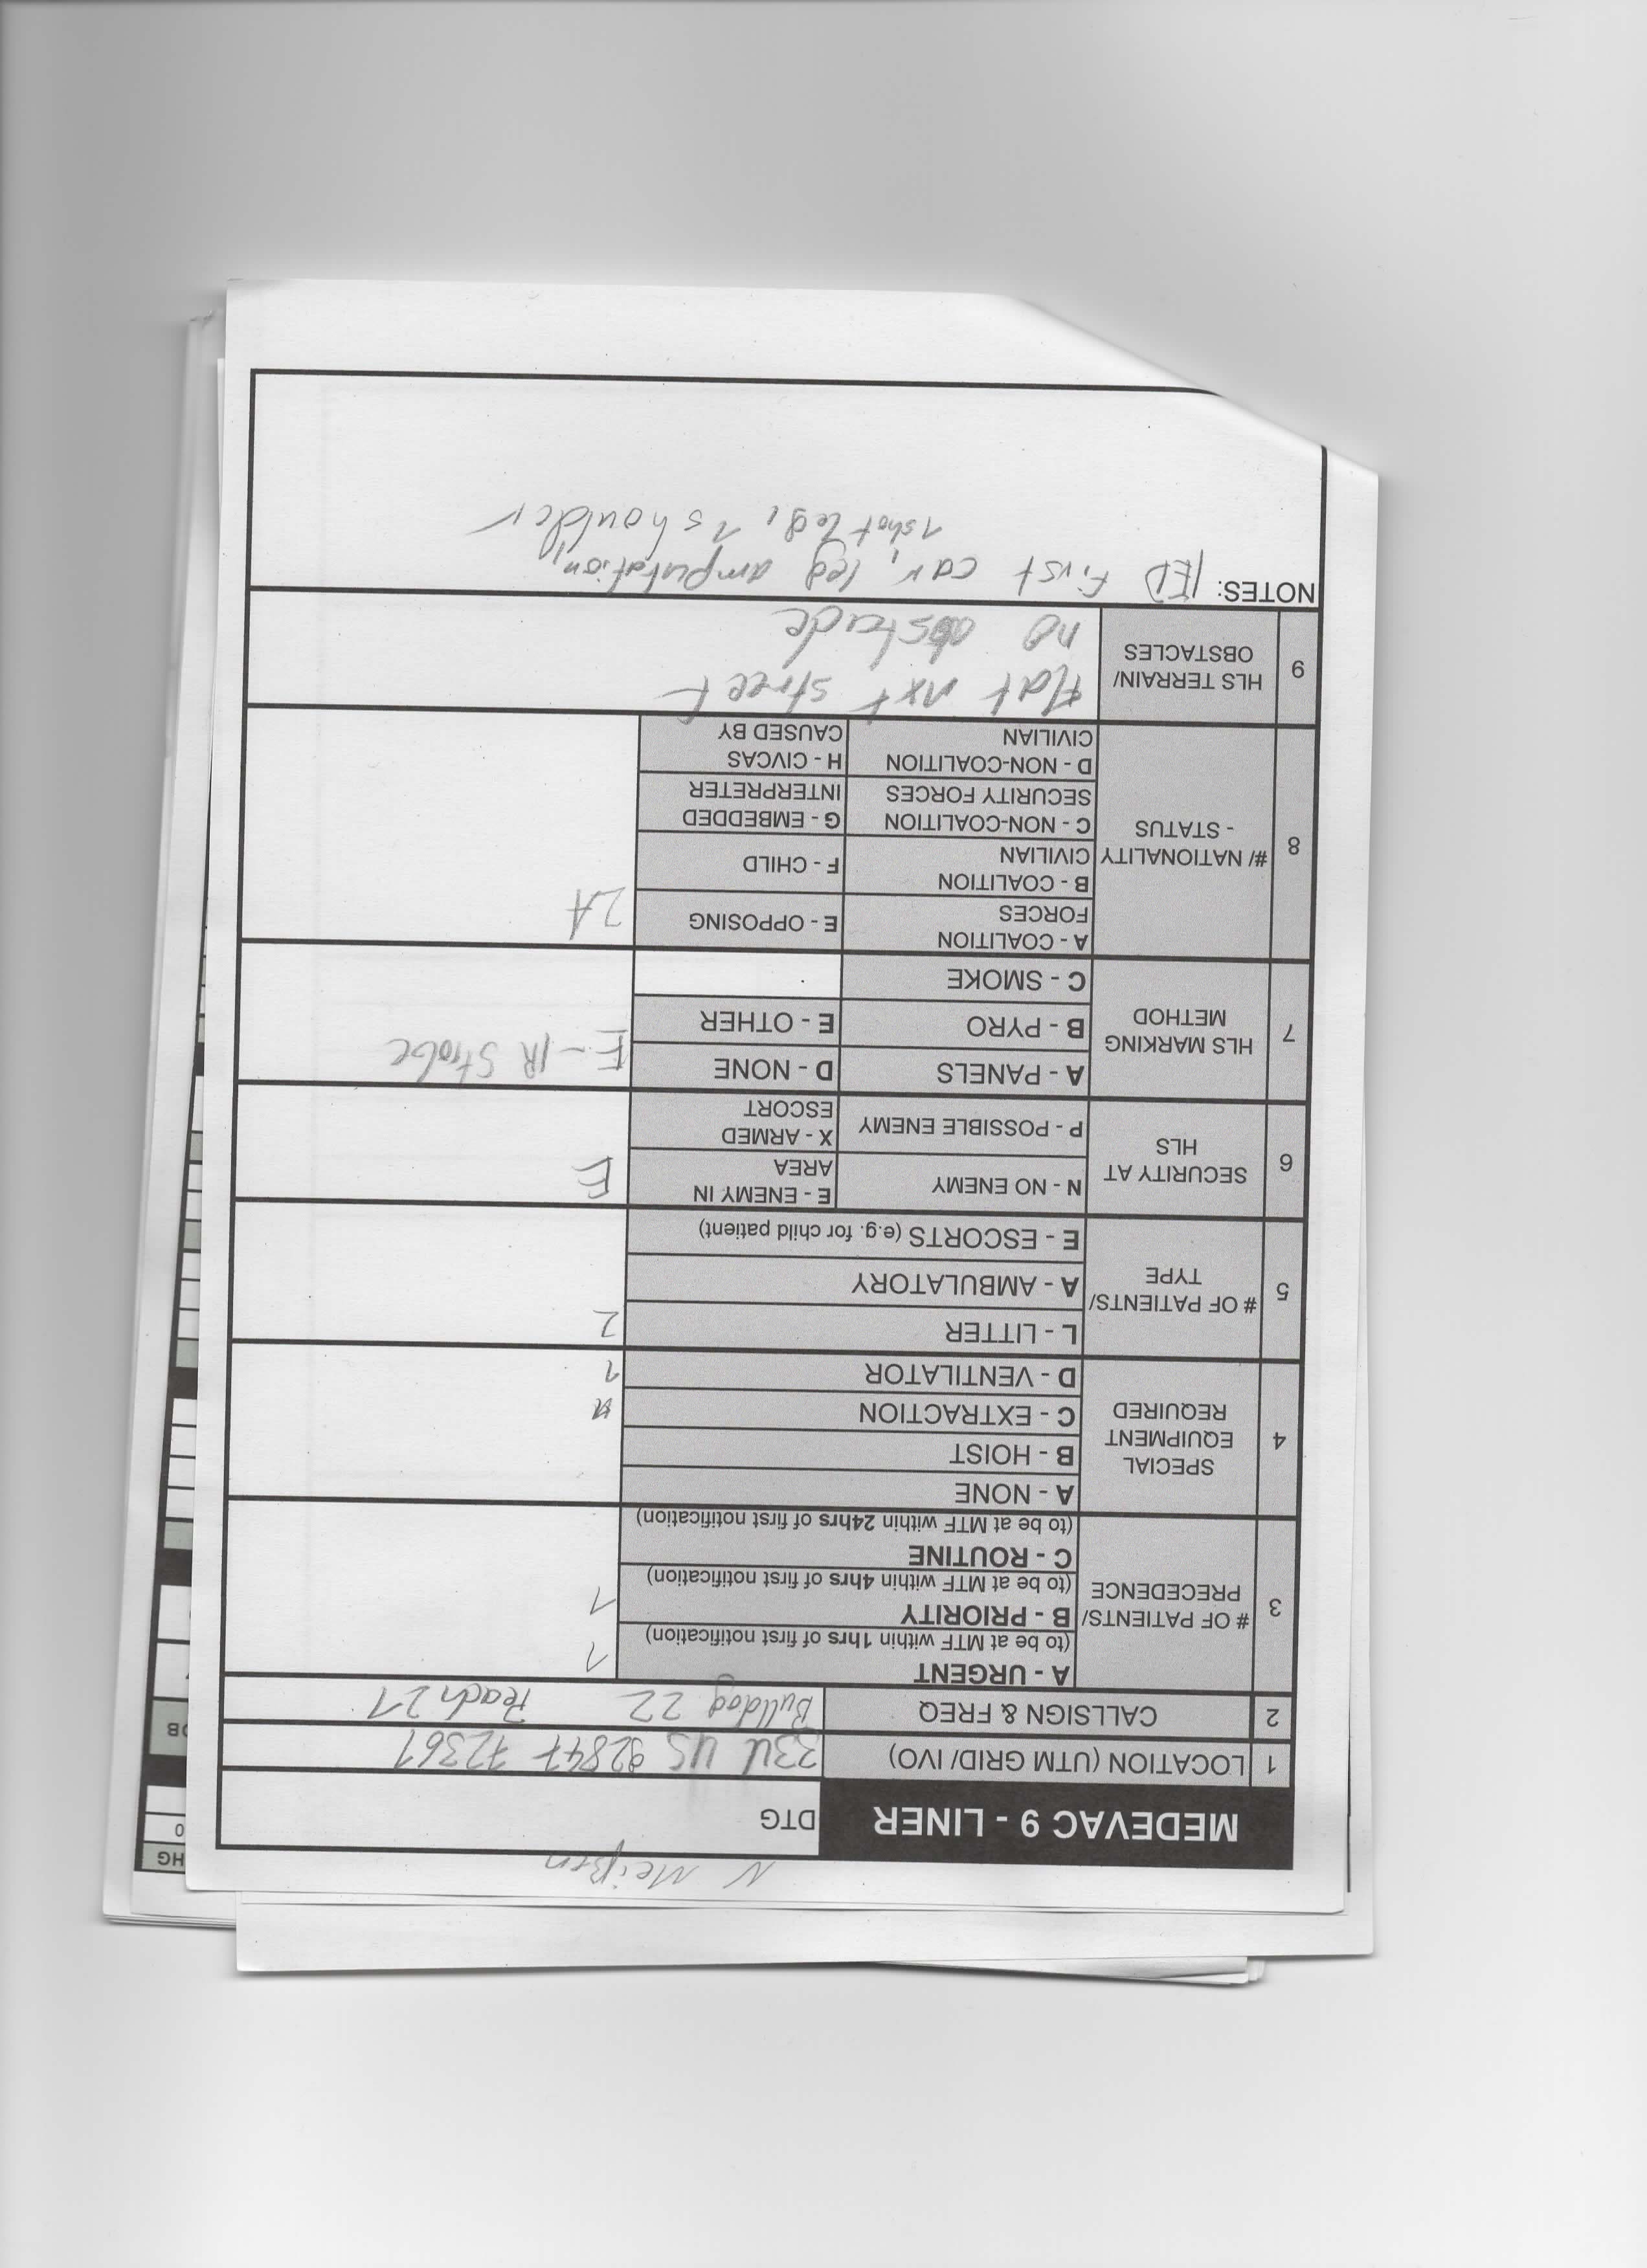 N Meißen
MEDEVAC 9 - LINER
DTG
1 LOCATION (UTM GRID/ IVO) 33U US 92847 72361
2 CALLSIGN & FREQ Bulldog 22 Peach 21
3 # OF PATIENTS/ PRECEDENCE
A - URGENT
(to be at MTF within 1hrs of first notification) 1
B - PRIORITY
(to be at MTF within 4hrs of first notification) 1
C - ROUTINE
(to be at MTF within 24hrs of first notification)
4 SPECIAL EQUIPMENT REQUIRED
A - NONE
B - HOIST
C - EXTRACTION
D - VENTILATOR 1
5 # OF PATIENTS/ TYPE
L - LITTER 2
A - AMBULATORY
E - ESCORTS (e.g. for child patient)
6 SECURITY AT HLS
N - NO ENEMY
E - ENEMY IN AREA
P - POSSIBLE ENEMY
X - ARMED ESCORT
E
7 HLS MARKING METHOD
A - PANELS
D - NONE
B - PYRO
E - OTHER
C - SMOKE
E - IR Strobe
8 #/ NATIONALITY - STATUS
A - COALITION FORCES
E - OPPOSING
B - COALITION CIVILIAN
F - CHILD
C - NON-COALITION SECURITY FORCES
G - EMBEDDED INTERPRETER
D - NON-COALITION CIVILIAN
H - CIVCAS CAUSED BY
2A
9 HLS TERRAIN/ OBSTACLES
Flat nxt street
no obstacle
NOTES: IED first car, leg amputation,
1 shot leg, 1 shoulder
HG
0
OB